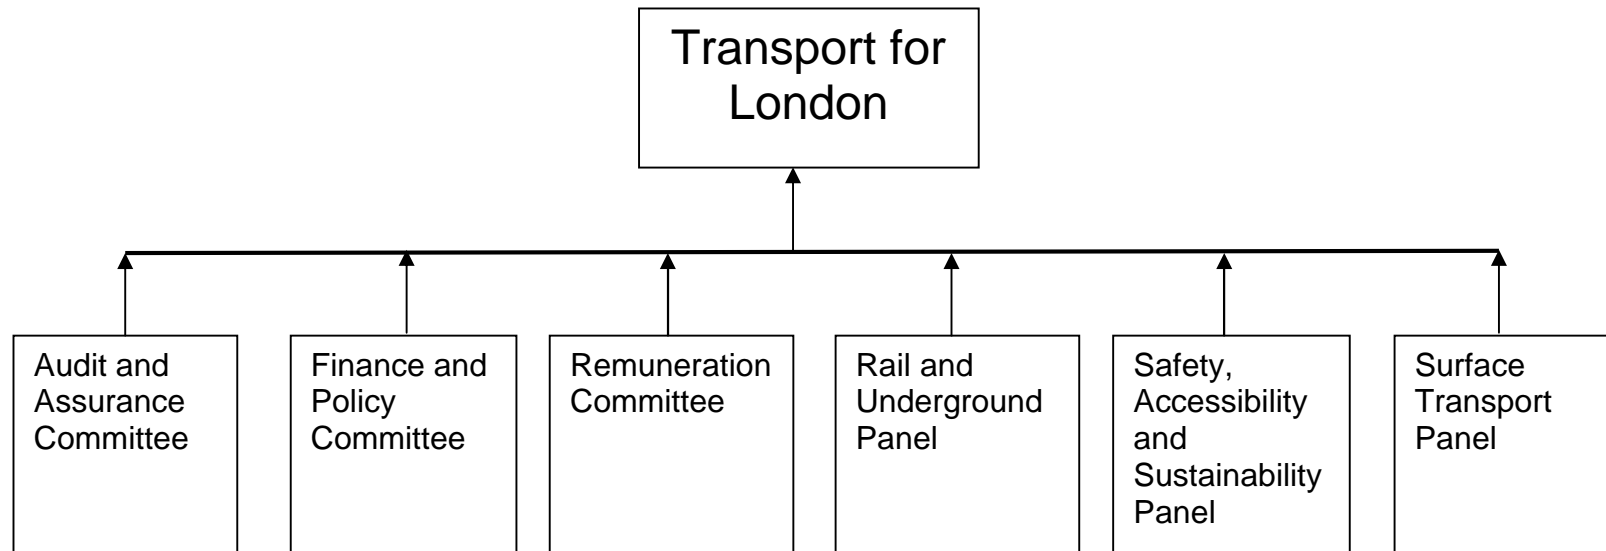 Transport for
London
Audit and
Assurance
Committee
Finance and
Policy
Committee
Remuneration
Committee
Rail and
Underground
Panel
Safety,
Accessibility
and
Sustainability
Panel
Surface
Transport
Panel